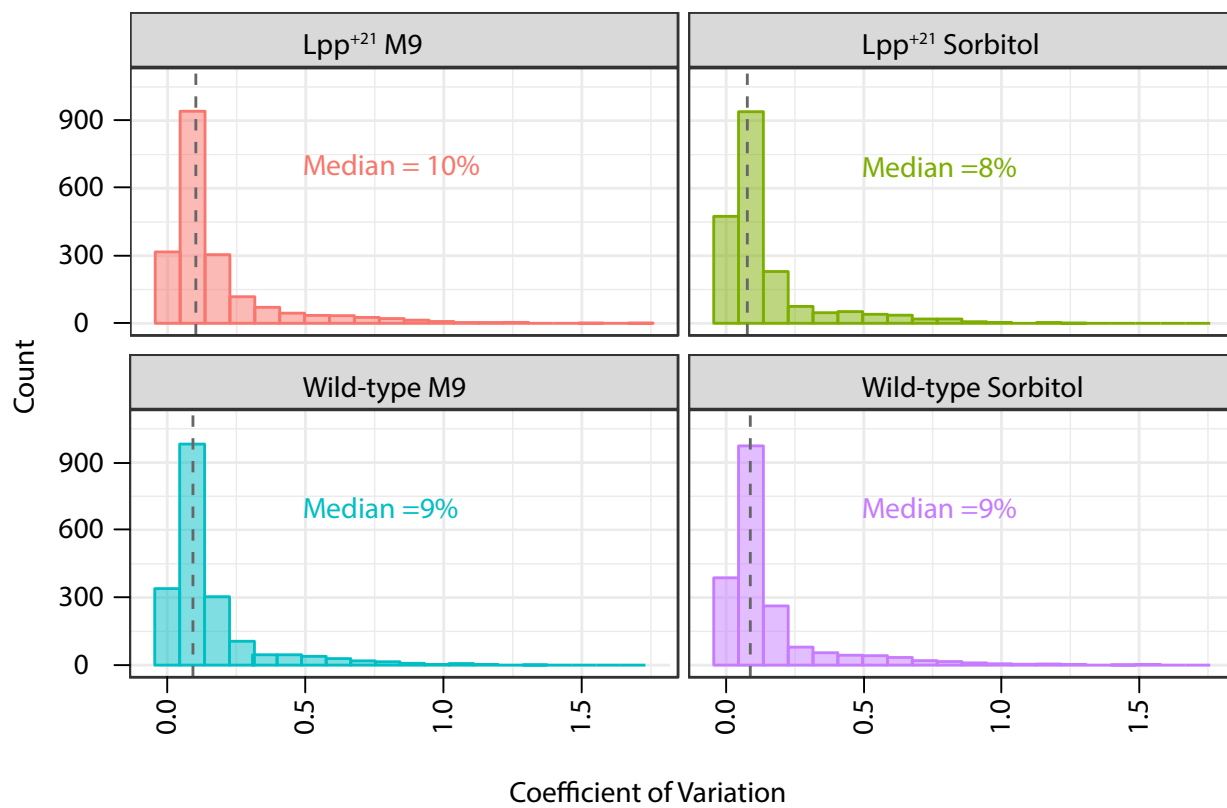 Lpp⁺²¹ M9
Lpp⁺²¹ Sorbitol
Count
900
600
300
0
Median = 10%
Median =8%
Wild-type M9
Wild-type Sorbitol
900
600
300
0
Median =9%
Median =9%
0.0
0.5
1.0
1.5
0.0
0.5
1.0
1.5
Coefficient of Variation